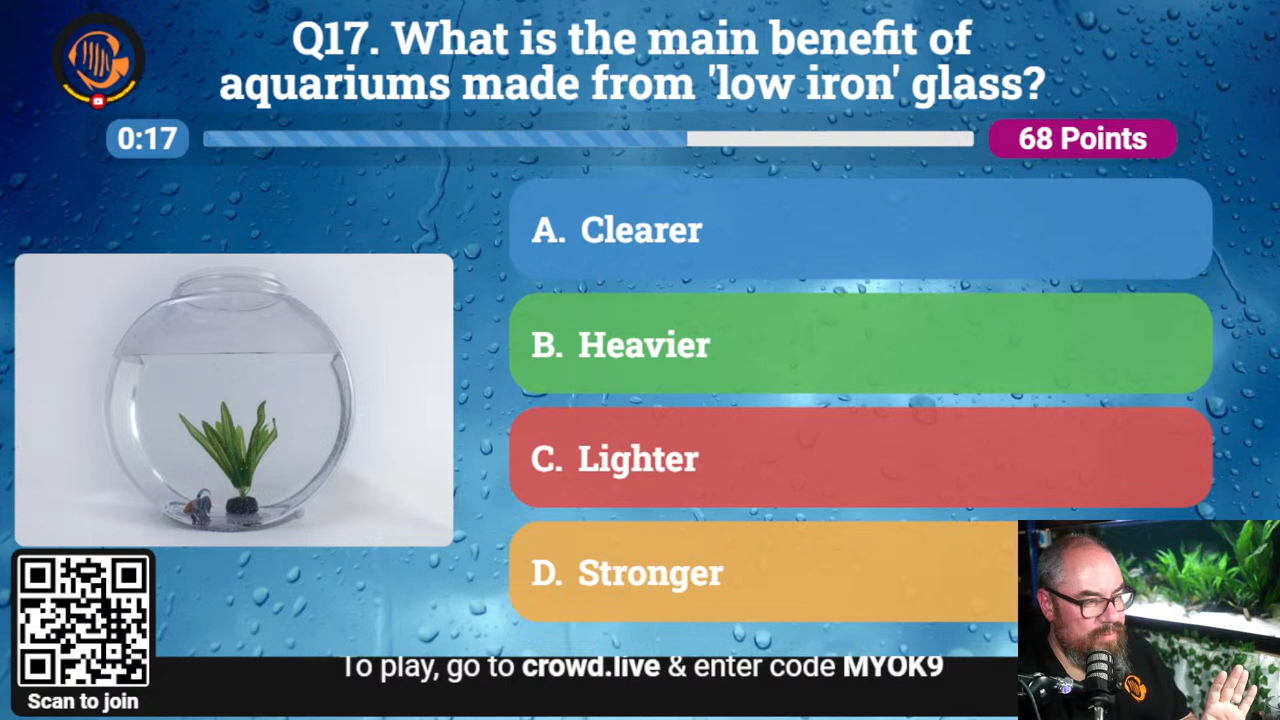 Q17. What is the main benefit of
aquariums made from 'low iron' glass?
0:17
68 Points
A. Clearer
B. Heavier
C. Lighter
D. Stronger
Scan to join
To play, go to crowd.live & enter code MYOK9